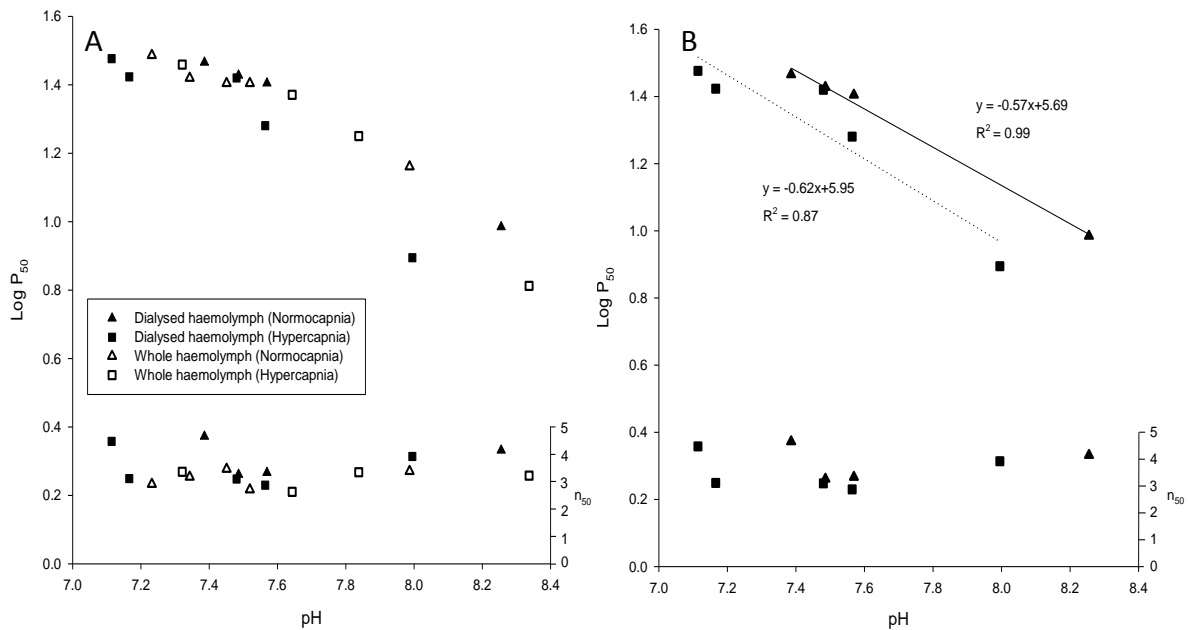 A
1.6
1.4
1.2
1.0
0.8
0.6
0.4
0.2
0.0
Log P50
Dialysed haemolymph (Normocapnia)
Dialysed haemolymph (Hypercapnia)
Whole haemolymph (Normocapnia)
Whole haemolymph (Hypercapnia)
5
4
3
2
1
0
n50
7.0 7.2 7.4 7.6 7.8 8.0 8.2 8.4
pH
B
1.6
1.4
1.2
1.0
0.8
0.6
0.4
0.2
0.0
Log P50
y = -0.57x+5.69
R2 = 0.99
y = -0.62x+5.95
R2 = 0.87
5
4
3
2
1
0
n50
7.0 7.2 7.4 7.6 7.8 8.0 8.2 8.4
pH